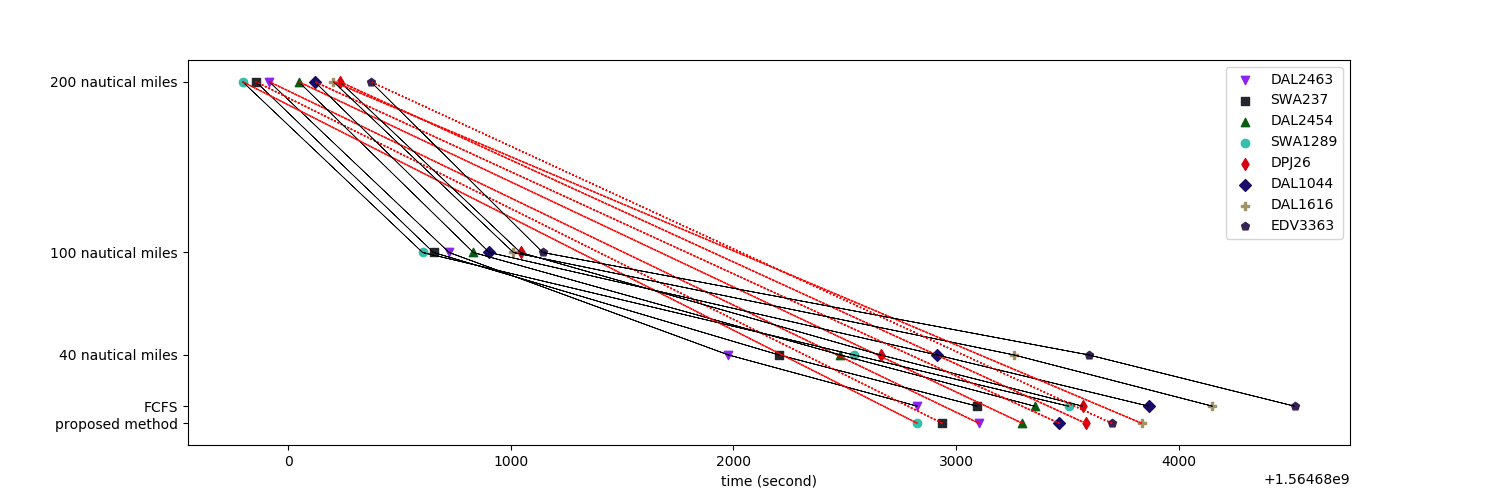 200 nautical miles
100 nautical miles
40 nautical miles
FCFS
proposed method
0
1000
2000
3000
4000
time (second)
+1.56468e9
DAL2463
SWA237
DAL2454
SWA1289
DPJ26
DAL1044
DAL1616
EDV3363